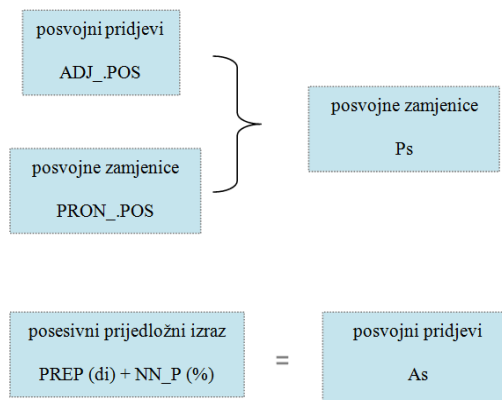 posvojni pridjevi
ADJ_.POS
posvojne zamjenice
Ps
posvojne zamjenice
PRON_.POS
posesivni prijedložni izraz
PREP (di) + NN_P (%)
=
posvojni pridjevi
As